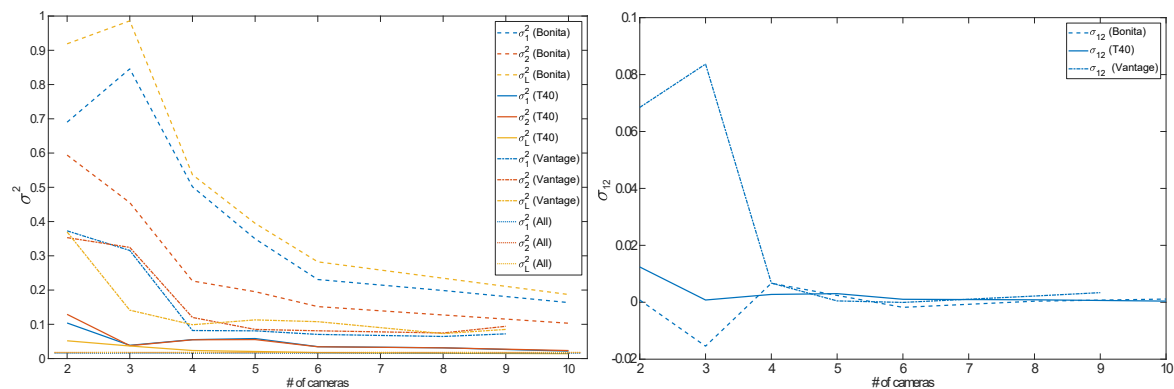 1
0.9
0.8
0.7
0.6
0.5
0.4
0.3
0.2
0.1
0
σ²
2 3 4 5 6 7 8 9 10
# of cameras
σ₁² (Bonita)
σ₂² (Bonita)
σ_L² (Bonita)
σ₁² (T40)
σ₂² (T40)
σ_L² (T40)
σ₁² (Vantage)
σ₂² (Vantage)
σ_L² (Vantage)
σ₁² (All)
σ₂² (All)
σ_L² (All)
0.1
0.08
0.06
0.04
0.02
0
-0.02
σ₁₂
2 3 4 5 6 7 8 9 10
# of cameras
σ₁₂ (Bonita)
σ₁₂ (T40)
σ₁₂ (Vantage)